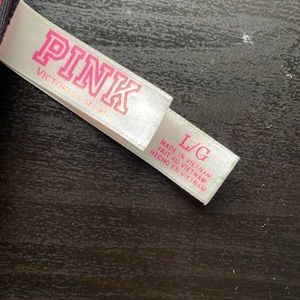 PINK
VICTORIA'S SECRET
L/G
MADE IN VIETNAM
FAIT AU VIETNAM
HECHO EN VIETNAM